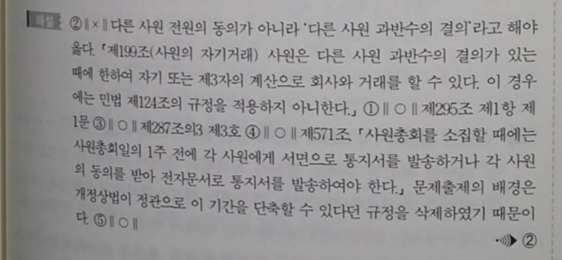 해설 ② ∥×∥ 다른 사원 전원의 동의가 아니라 '다른 사원 과반수의 결의'라고 해야
옳다. 「제199조(사원의 자기거래) 사원은 다른 사원 과반수의 결의가 있는
때에 한하여 자기 또는 제3자의 계산으로 회사와 거래를 할 수 있다. 이 경우
에는 민법 제124조의 규정을 적용하지 아니한다.」 ① ∥○∥ 제295조 제1항 제
1문 ③ ∥○∥ 제287조의3 제3호 ④ ∥○∥ 제571조. 「사원총회를 소집할 때에는
사원총회일의 1주 전에 각 사원에게 서면으로 통지서를 발송하거나 각 사원
의 동의를 받아 전자문서로 통지서를 발송하여야 한다.」 문제출제의 배경은
개정상법이 정관으로 이 기간을 단축할 수 있다던 규정을 삭제하였기 때문이
다. ⑤ ∥○∥
②